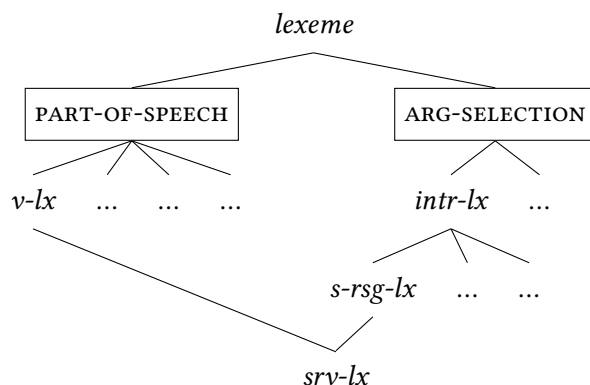 lexeme
PART-OF-SPEECH ARG-SELECTION
v-lx ... ... ... intr-lx ...
s-rsg-lx ... ...
srv-lx